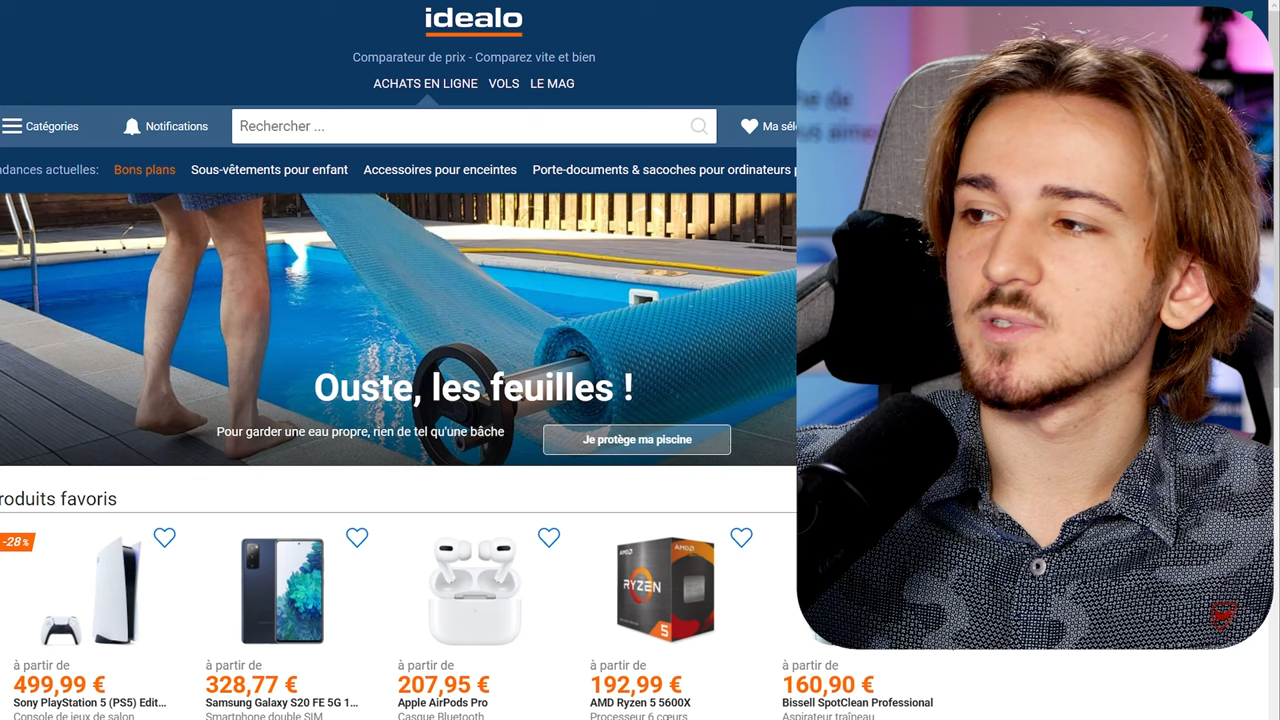 idealo
Comparateur de prix - Comparez vite et bien
ACHATS EN LIGNE VOLS LE MAG
Catégories
Notifications
Rechercher ...
Ma sél
ndances actuelles: Bons plans Sous-vêtements pour enfant Accessoires pour enceintes Porte-documents & sacoches pour ordinateurs p
Ouste, les feuilles !
Pour garder une eau propre, rien de tel qu'une bâche
Je protège ma piscine
roduits favoris
-28 %
AMD
RYZEN
5
à partir de
499,99 €
Sony PlayStation 5 (PS5) Edit...
Console de jeux de salon
à partir de
328,77 €
Samsung Galaxy S20 FE 5G 1...
Smartphone double SIM
à partir de
207,95 €
Apple AirPods Pro
Casque Bluetooth
à partir de
192,99 €
AMD Ryzen 5 5600X
Processeur 6 cœurs
à partir de
160,90 €
Bissell SpotClean Professional
Aspirateur traîneau